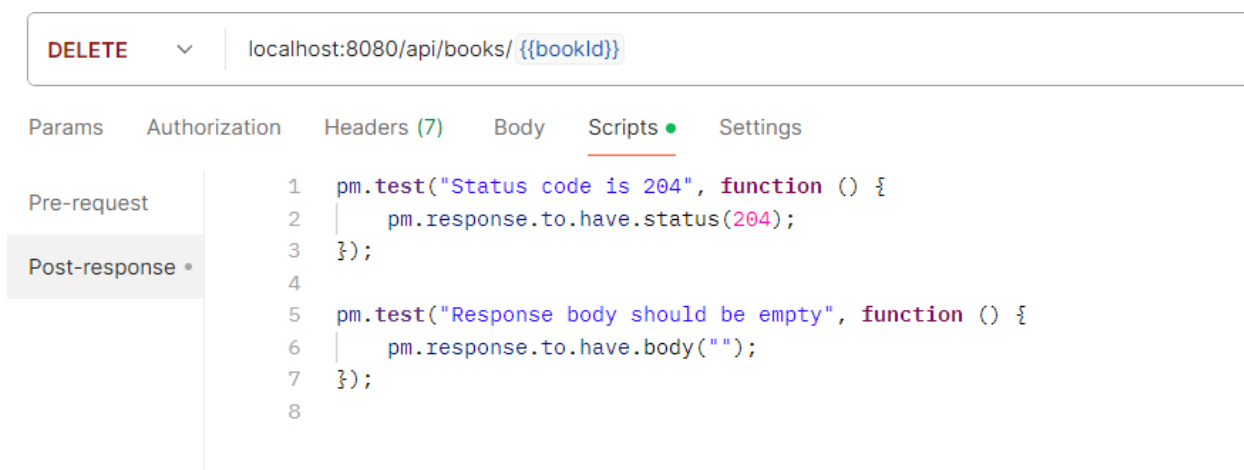 DELETE localhost:8080/api/books/ {{bookId}}
Params Authorization Headers (7) Body Scripts Settings
Pre-request
Post-response
1 pm.test("Status code is 204", function () {
2 pm.response.to.have.status(204);
3 });
4
5 pm.test("Response body should be empty", function () {
6 pm.response.to.have.body("");
7 });
8